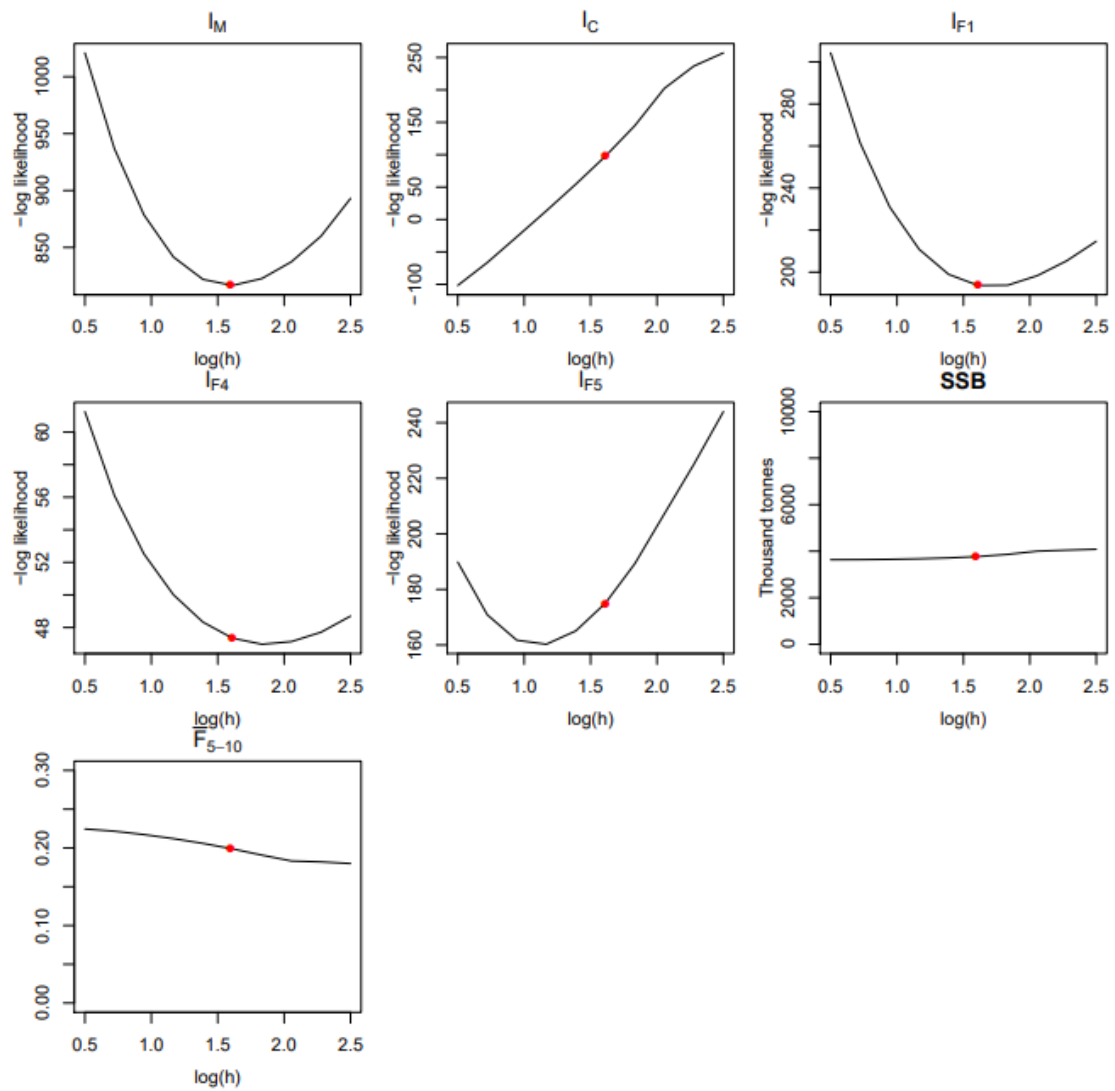 l_M
–log likelihood
850 900 950 1000
0.5 1.0 1.5 2.0 2.5
log(h)
l_C
–log likelihood
–100 0 50 150 250
0.5 1.0 1.5 2.0 2.5
log(h)
l_F1
–log likelihood
200 240 280
0.5 1.0 1.5 2.0 2.5
log(h)
l_F4
–log likelihood
48 52 56 60
0.5 1.0 1.5 2.0 2.5
log(h)
l_F5
–log likelihood
160 180 200 220 240
0.5 1.0 1.5 2.0 2.5
log(h)
SSB
Thousand tonnes
0 2000 6000 10000
0.5 1.0 1.5 2.0 2.5
log(h)
F̅_5–10
0.00 0.10 0.20 0.30
0.5 1.0 1.5 2.0 2.5
log(h)